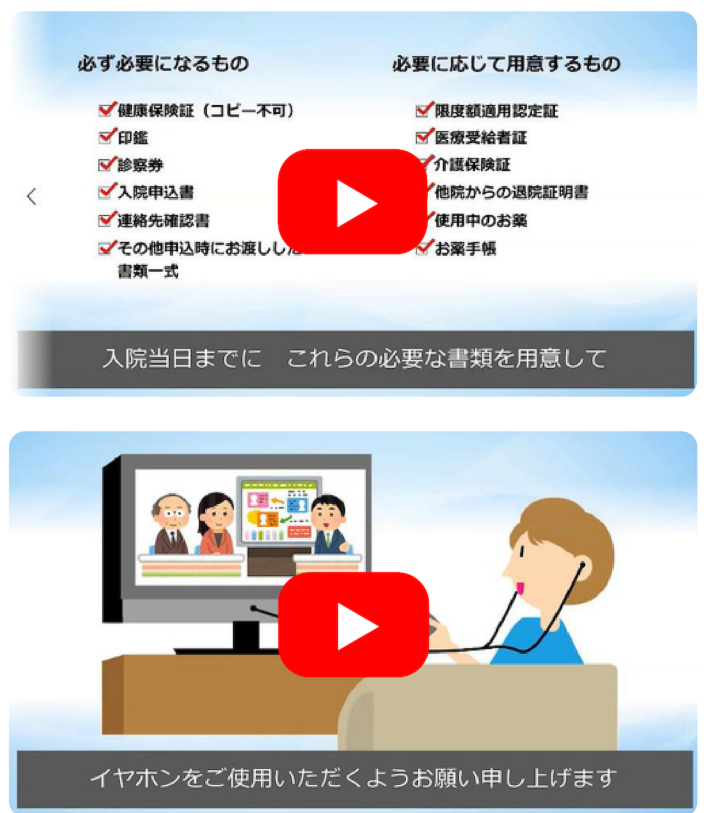 必ず必要になるもの
健康保険証（コピー不可）
印鑑
診察券
入院申込書
連絡先確認書
その他申込時にお渡しした
書類一式
必要に応じて用意するもの
限度額適用認定証
医療受給者証
介護保険証
他院からの退院証明書
使用中のお薬
お薬手帳
入院当日までに　これらの必要な書類を用意して
イヤホンをご使用いただくようお願い申し上げます